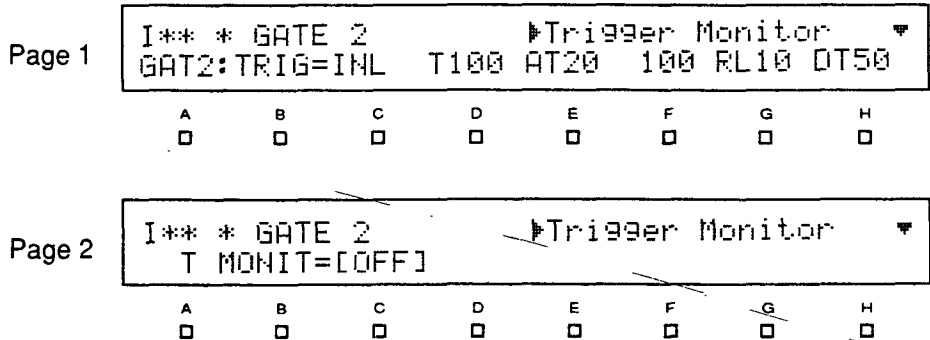 Page 1
I** * GATE 2 Trigger Monitor
GAT2:TRIG=INL T100 AT20 100 RL10 DT50
A B C D E F G H
Page 2
I** * GATE 2 Trigger Monitor
T MONIT=[OFF]
A B C D E F G H